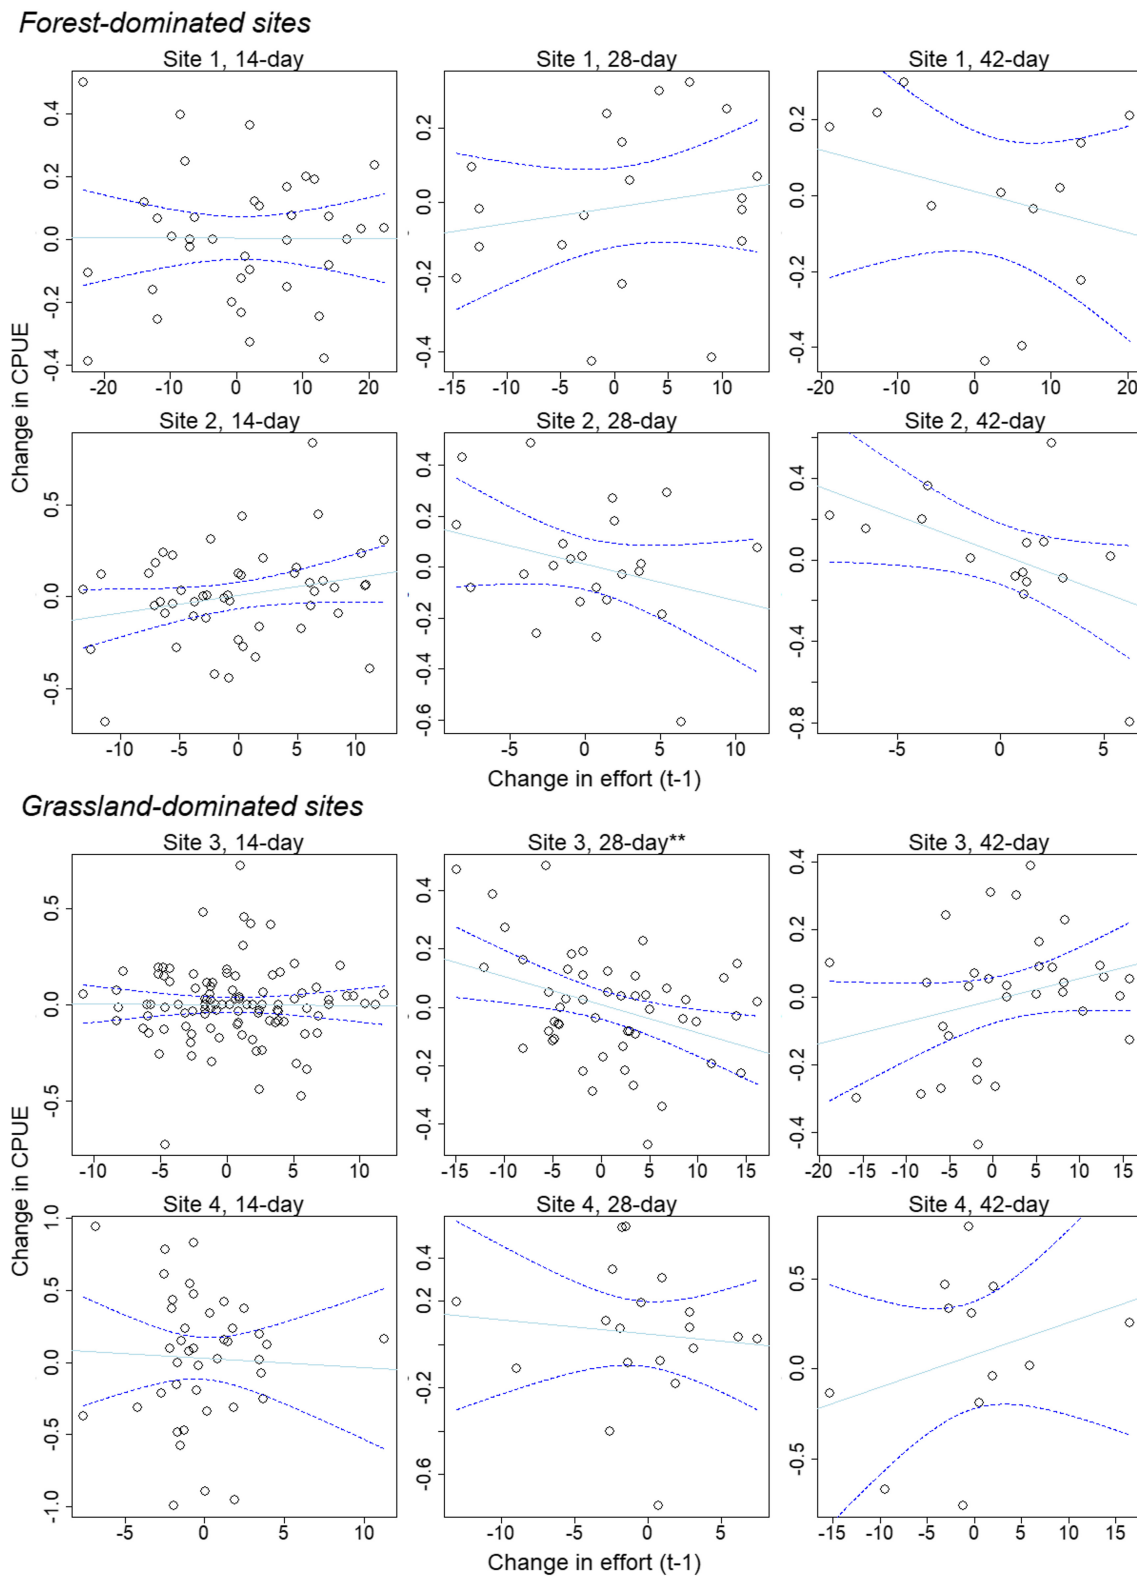 Forest-dominated sites
Site 1, 14-day Site 1, 28-day Site 1, 42-day
0.4 0.2 0.0 -0.2 -0.4
0.2 0.0 -0.2 -0.4
0.2 0.0 -0.2 -0.4
-20 -10 0 10 20
-15 -10 -5 0 5 10
-20 -10 0 10 20
Change in CPUE
Site 2, 14-day Site 2, 28-day Site 2, 42-day
0.5 0.0 -0.5
0.4 0.2 0.0 -0.2 -0.4 -0.6
0.4 0.0 -0.4 -0.8
-10 -5 0 5 10
-5 0 5 10
-5 0 5
Change in effort (t-1)
Grassland-dominated sites
Site 3, 14-day Site 3, 28-day** Site 3, 42-day
0.5 0.0 -0.5
0.4 0.2 0.0 -0.2 -0.4
0.4 0.2 0.0 -0.2 -0.4
-10 -5 0 5 10
-15 -10 -5 0 5 10 15
-20 -10 -5 0 5 10 15
Change in CPUE
Site 4, 14-day Site 4, 28-day Site 4, 42-day
1.0 0.5 0.0 -0.5 -1.0
0.4 0.2 -0.2 -0.6
0.5 0.0 -0.5
-5 0 5 10
-10 -5 0 5
-15 -10 -5 0 5 10 15
Change in effort (t-1)